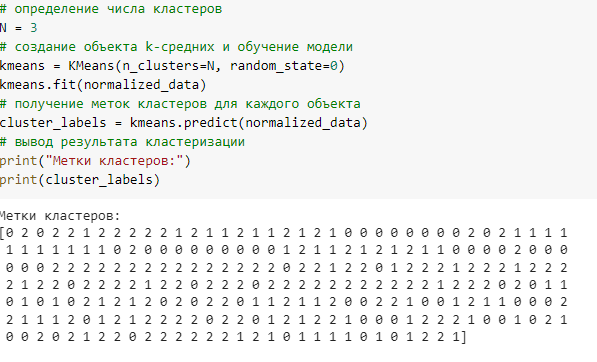 # определение числа кластеров
N = 3
# создание объекта k-средних и обучение модели
kmeans = KMeans(n_clusters=N, random_state=0)
kmeans.fit(normalized_data)
# получение меток кластеров для каждого объекта
cluster_labels = kmeans.predict(normalized_data)
# вывод результата кластеризации
print("Метки кластеров:")
print(cluster_labels)
Метки кластеров:
[0 2 0 2 2 1 2 2 2 2 2 1 2 1 1 2 1 1 2 1 2 1 0 0 0 0 0 0 0 0 2 0 2 1 1 1 1
1 1 1 1 1 1 1 0 2 0 0 0 0 0 0 0 0 0 0 1 2 1 1 2 1 2 1 2 1 1 0 0 0 0 2 0 0 0
0 0 0 2 2 2 2 2 2 2 2 2 2 2 2 2 2 2 0 2 2 1 2 2 0 1 2 2 2 1 2 2 2 1 2 2 2
2 1 2 2 0 2 2 2 2 1 2 2 0 2 2 2 0 2 2 2 2 2 2 2 2 2 2 1 2 2 2 0 2 0 1 1
0 1 0 1 0 2 1 2 1 2 0 2 0 2 2 0 1 1 2 1 1 2 0 0 2 2 1 0 0 1 2 1 1 0 0 0 2
2 1 1 1 2 0 1 2 1 2 2 2 2 0 2 2 0 1 2 1 2 2 1 0 0 0 1 2 2 2 1 0 0 1 0 2 1
0 0 2 0 2 1 2 2 0 2 2 2 2 2 2 1 2 1 0 1 1 1 1 0 1 0 1 2 2 1]